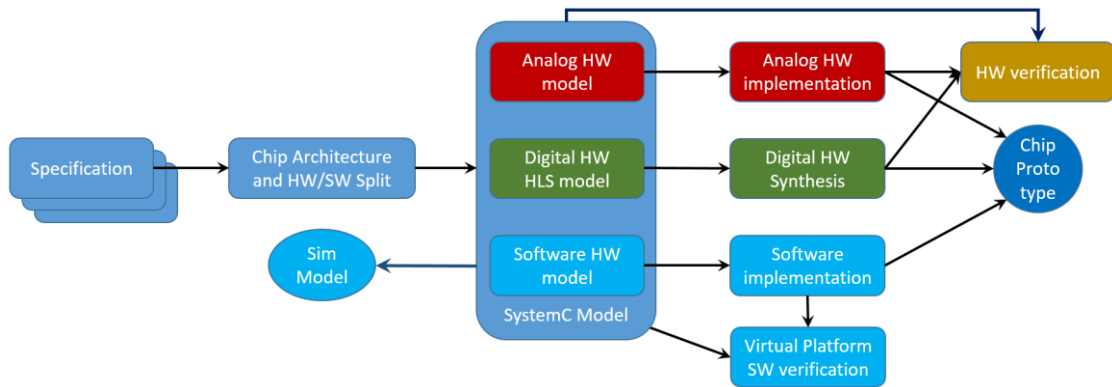 Analog HW
model
Analog HW
implementation
HW verification
Specification
Chip Architecture
and HW/SW Split
Digital HW
HLS model
Digital HW
Synthesis
Chip
Proto
type
Sim
Model
Software HW
model
Software
implementation
SystemC Model
Virtual Platform
SW verification